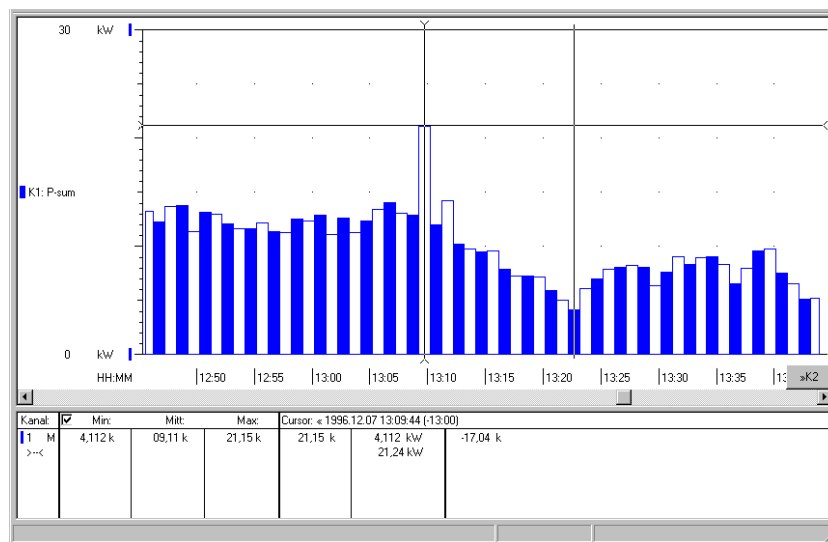 30 kW
K1: P-sum
0 kW
HH:MM 12:50 12:55 13:00 13:05 13:10 13:15 13:20 13:25 13:30 13:35 »K2
Kanal: Min: Mitt: Max: Cursor: « 1996.12.07 13:09:44 (-13:00)
1 M 4,112 k 09,11 k 21,15 k 21,15 k 4,112 kW -17,04 k
>--< 21,24 kW